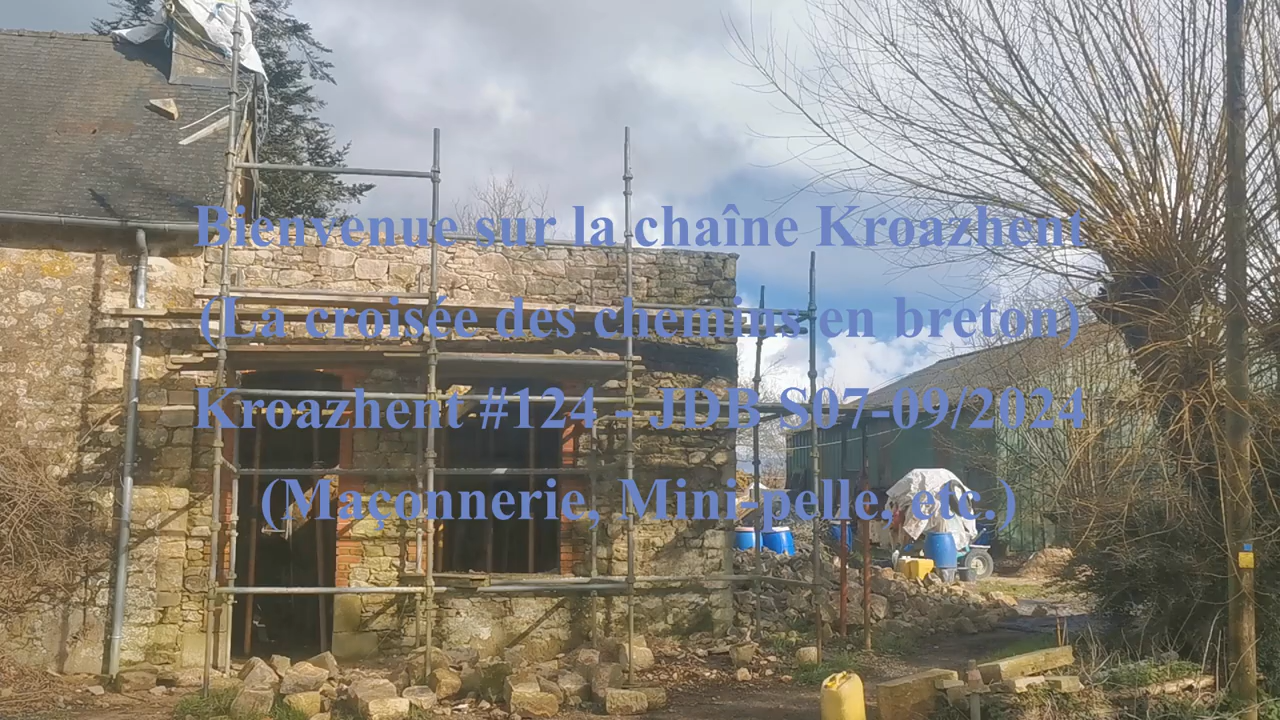 Bienvenue sur la chaîne Kroazhent
(La croisée des chemins en breton)
Kroazhent #124 - JDB S07-09/2024
(Maçonnerie, Mini-pelle, etc.)